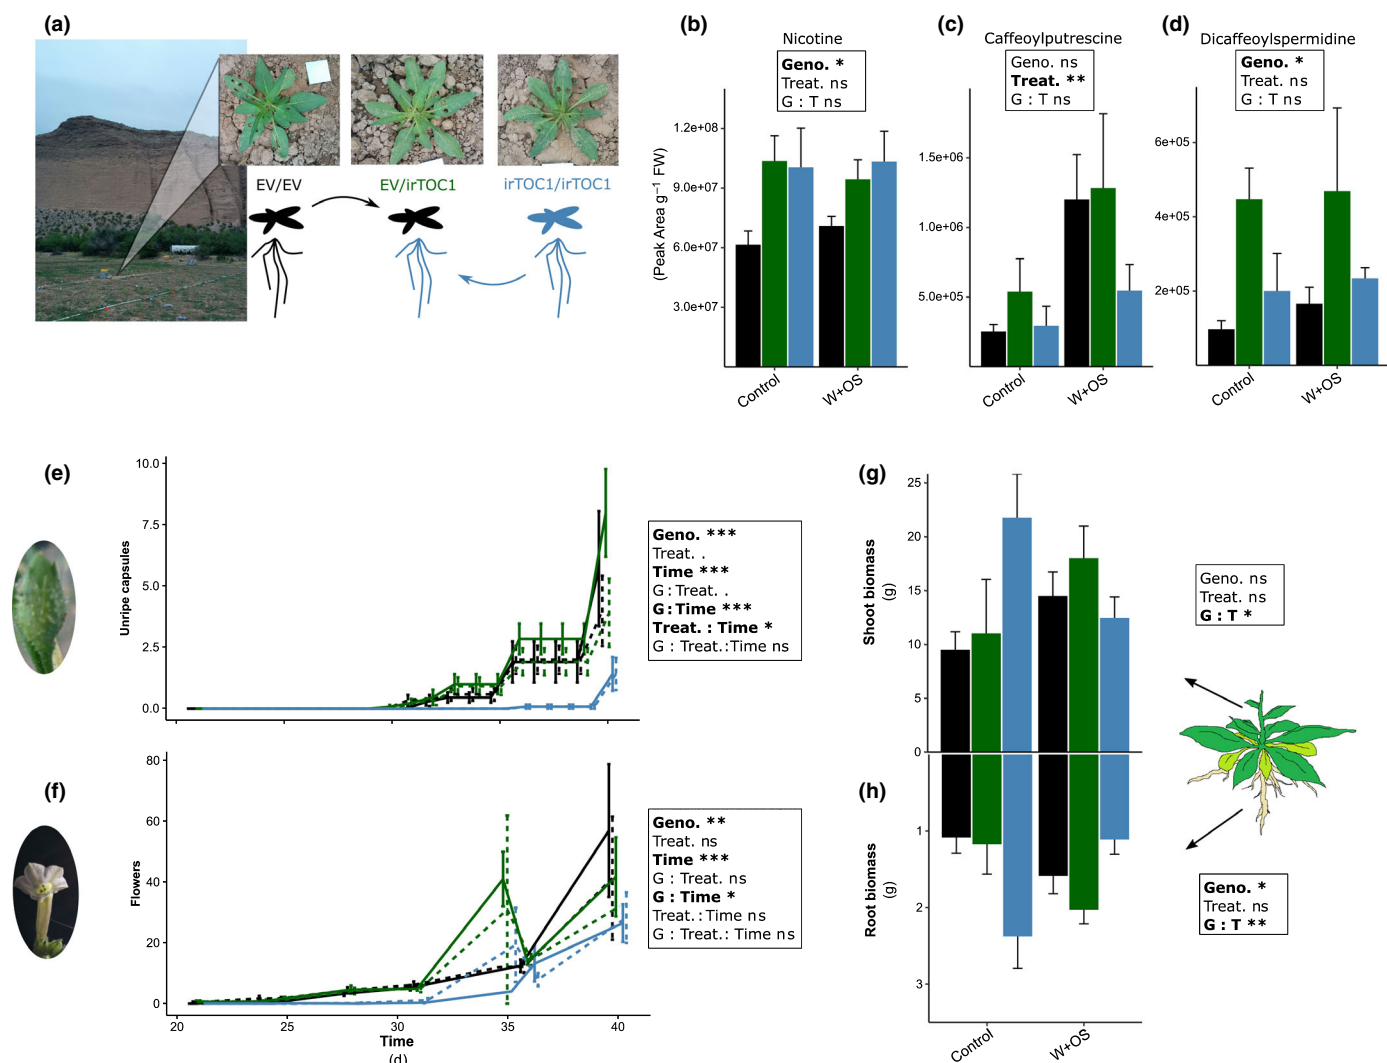 (a)
EV/EV
EV/irTOC1
irTOC1/irTOC1
(b)
Nicotine
Geno. *
Treat. ns
G : T ns
(Peak Area g−1 FW)
1.2e+08
9.0e+07
6.0e+07
3.0e+07
Control
W+OS
(c)
Caffeoylputrescine
Geno. ns
Treat. **
G : T ns
1.5e+06
1.0e+06
5.0e+05
Control
W+OS
(d)
Dicaffeoylspermidine
Geno. *
Treat. ns
G : T ns
6e+05
4e+05
2e+05
Control
W+OS
(e)
Unripe capsules
10.0
7.5
5.0
2.5
0.0
Geno. ***
Treat. .
Time ***
G:Treat. .
G:Time ***
Treat. : Time *
G : Treat.:Time ns
(f)
Flowers
80
60
40
20
0
20
25
30
35
40
Time
(d)
Geno. **
Treat. ns
Time ***
G : Treat. ns
G : Time *
Treat.:Time ns
G : Treat.: Time ns
(g)
Shoot biomass
(g)
25
20
15
10
5
0
Geno. ns
Treat. ns
G : T *
(h)
Root biomass
(g)
1
2
3
Control
W+OS
Geno. *
Treat. ns
G : T **